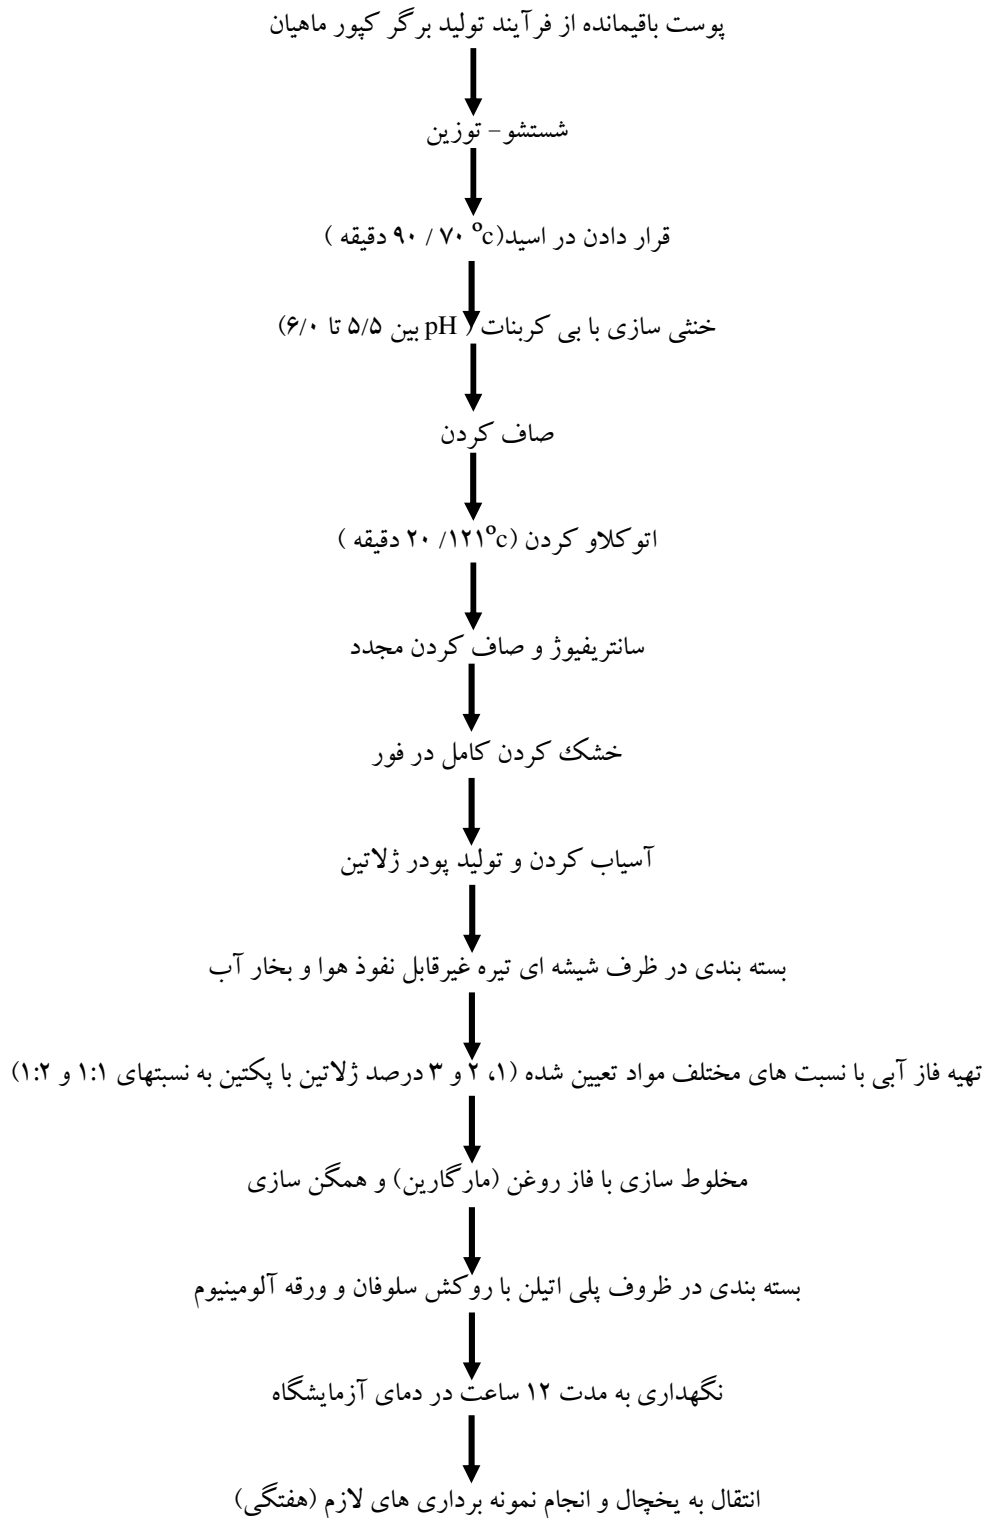 پوست باقیمانده از فرآیند تولید برگر کپور ماهیان
شستشو – توزین
قرار دادن در اسید(۷۰ ºc / ۹۰ دقیقه )
خنثی سازی با بی کربنات ( pH بین ۵/۵ تا ۶/۰)
صاف کردن
اتوکلاو کردن (۱۲۱ºc/ ۲۰ دقیقه )
سانتریفیوژ و صاف کردن مجدد
خشک کردن کامل در فور
آسیاب کردن و تولید پودر ژلاتین
بسته بندی در ظرف شیشه ای تیره غیرقابل نفوذ هوا و بخار آب
تهیه فاز آبی با نسبت های مختلف مواد تعیین شده (۱، ۲ و ۳ درصد ژلاتین با پکتین به نسبتهای ۱:۱ و ۱:۲)
مخلوط سازی با فاز روغن (مارگارین) و همگن سازی
بسته بندی در ظروف پلی اتیلن با روکش سلوفان و ورقه آلومینیوم
نگهداری به مدت ۱۲ ساعت در دمای آزمایشگاه
انتقال به یخچال و انجام نمونه برداری های لازم (هفتگی)